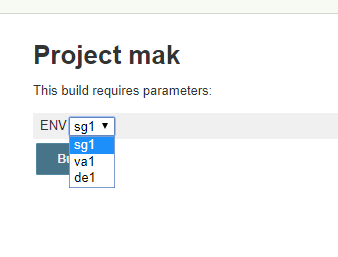 Project mak
This build requires parameters:
ENV sg1
sg1
va1
de1